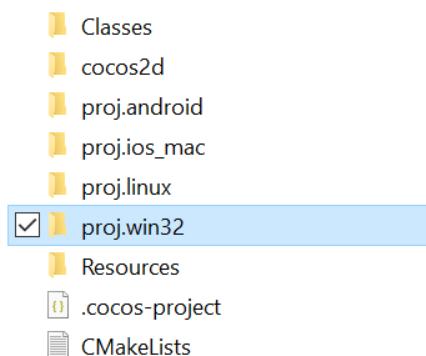 Classes
cocos2d
proj.android
proj.ios_mac
proj.linux
proj.win32
Resources
.cocos-project
CMakeLists